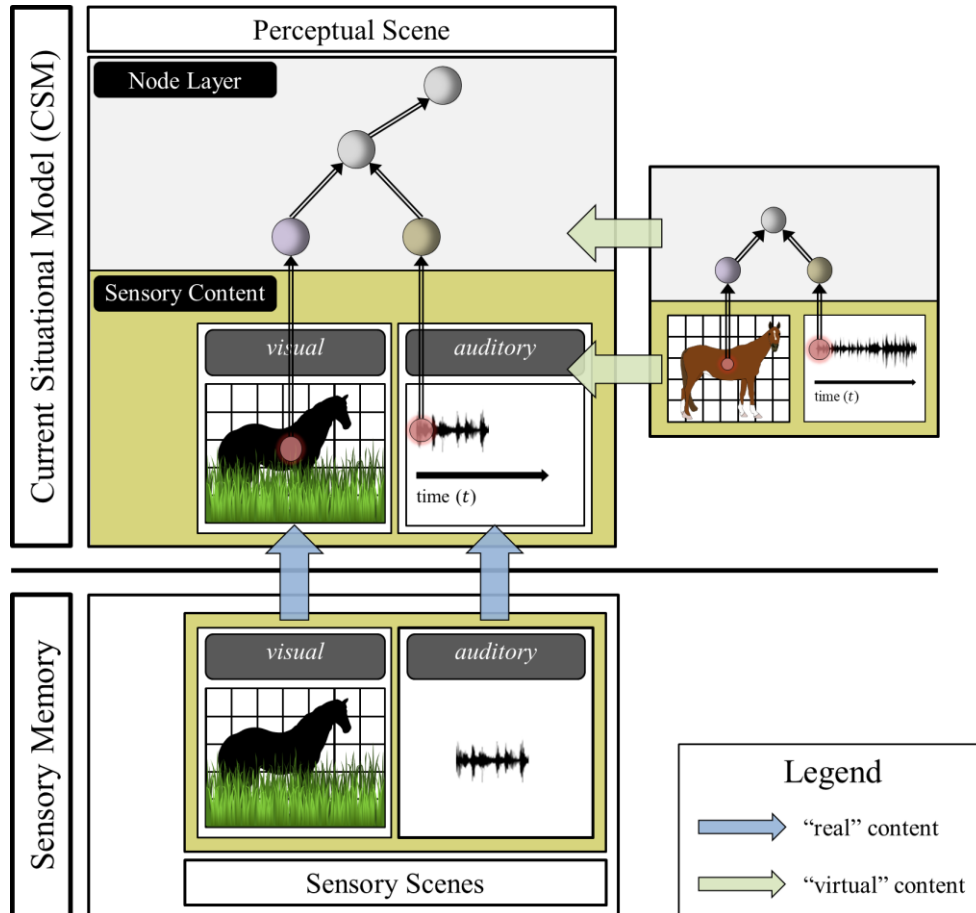 Current Situational Model (CSM)
Perceptual Scene
Node Layer
Sensory Content
visual
auditory
time (t)
time (t)
Sensory Memory
visual
auditory
Sensory Scenes
Legend
“real” content
“virtual” content